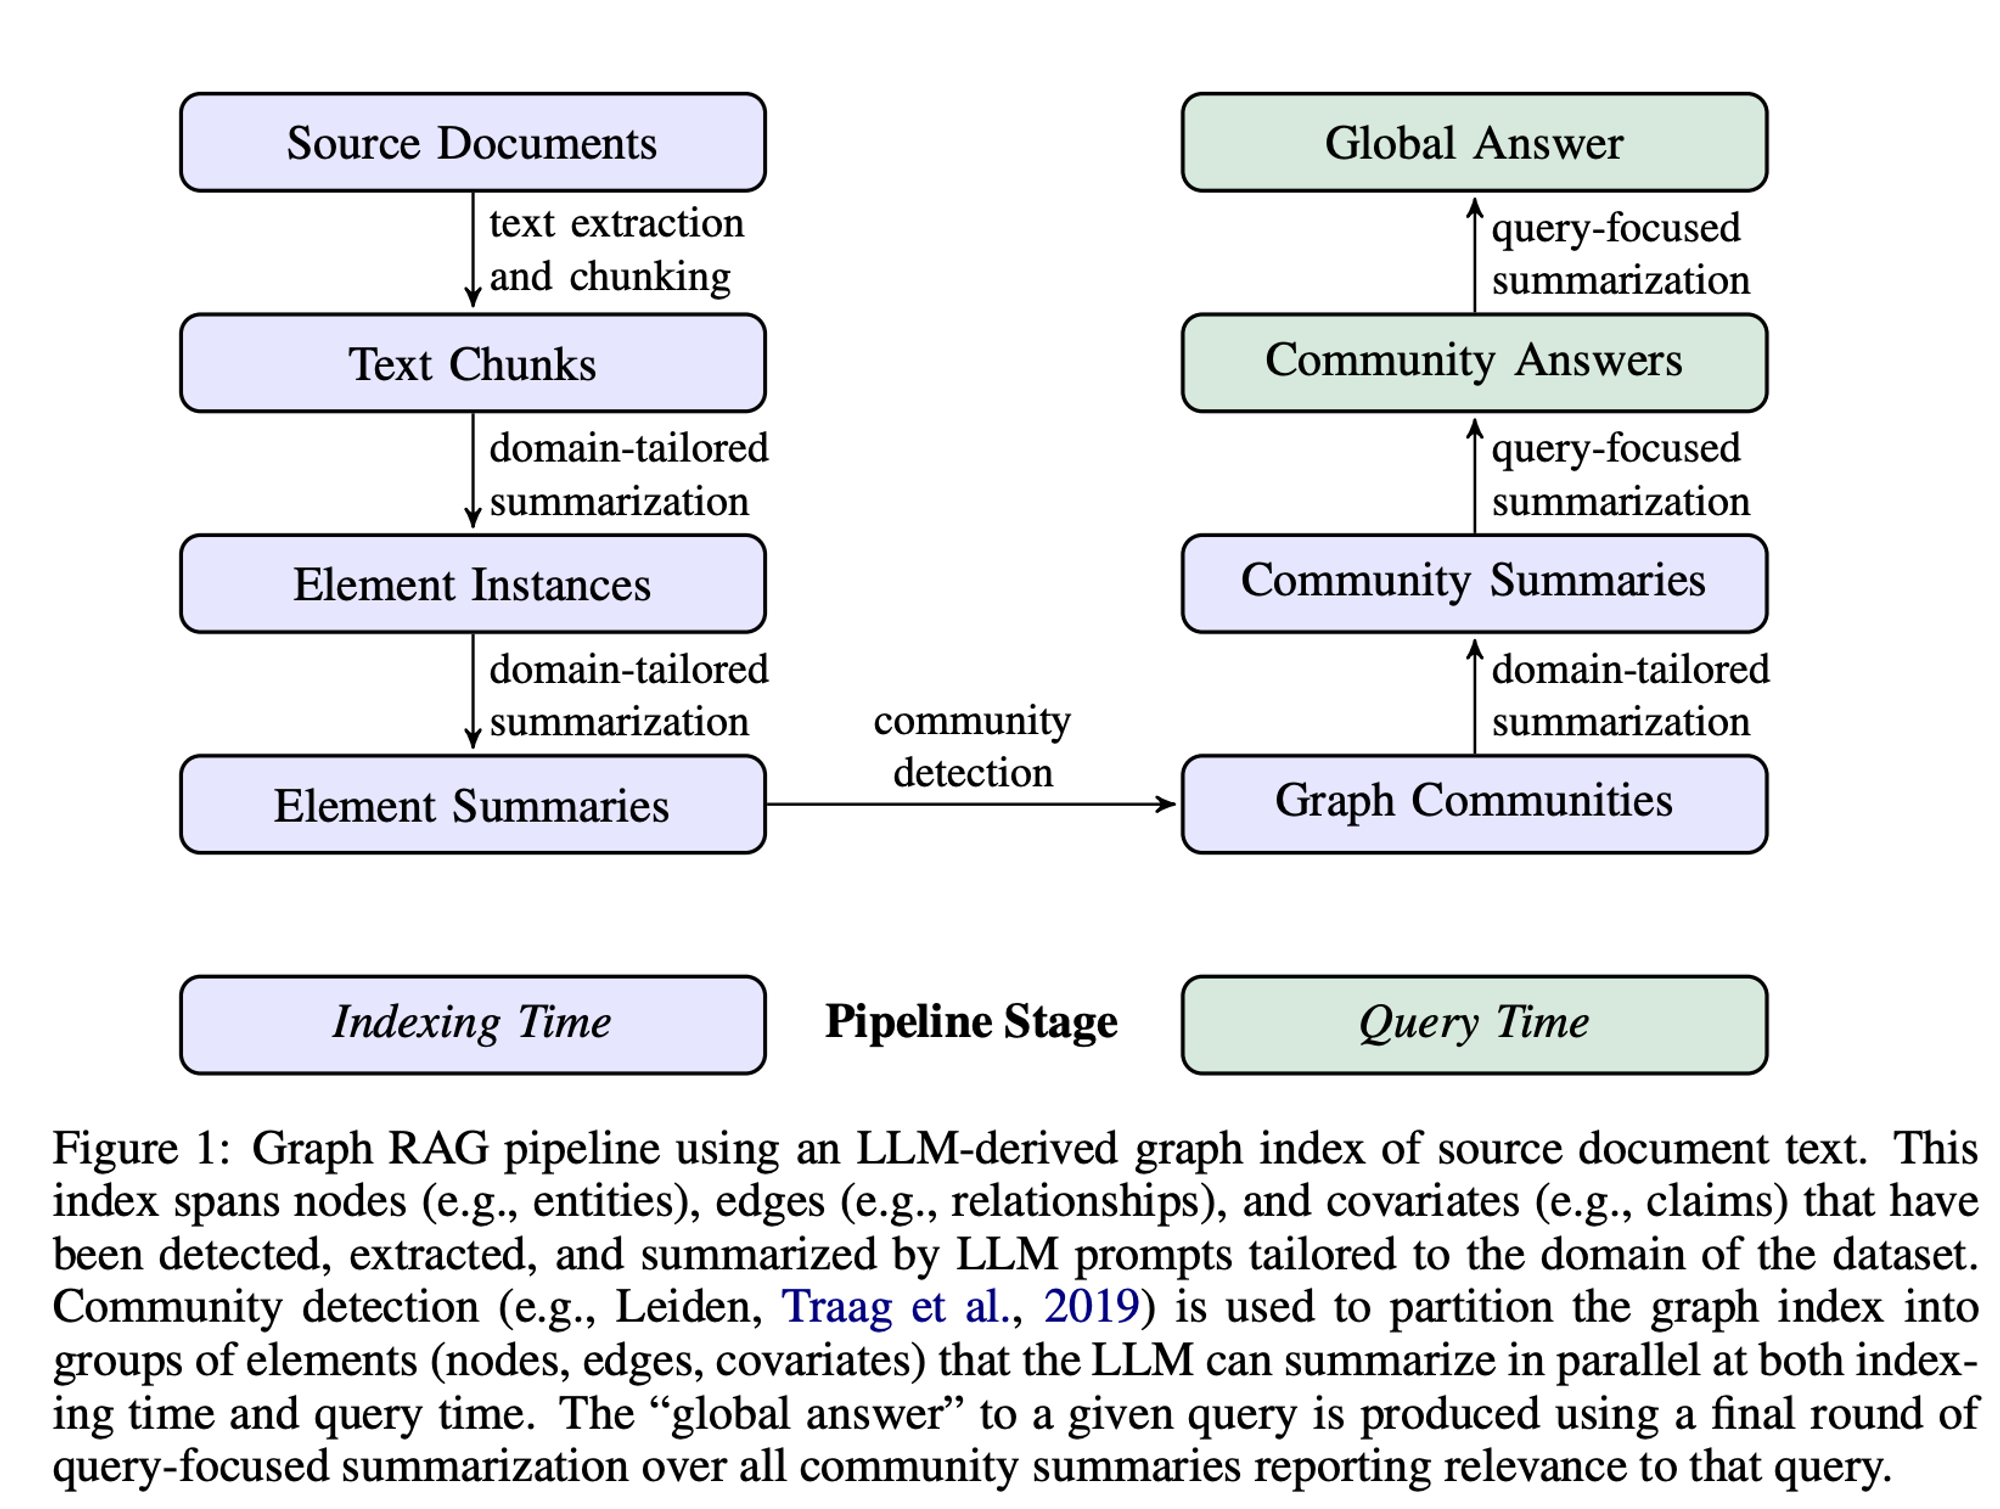 Source Documents
text extraction
and chunking
Text Chunks
domain-tailored
summarization
Element Instances
domain-tailored
summarization
Element Summaries
community
detection
Global Answer
query-focused
summarization
Community Answers
query-focused
summarization
Community Summaries
domain-tailored
summarization
Graph Communities
Indexing Time
Pipeline Stage
Query Time
Figure 1: Graph RAG pipeline using an LLM-derived graph index of source document text. This
index spans nodes (e.g., entities), edges (e.g., relationships), and covariates (e.g., claims) that have
been detected, extracted, and summarized by LLM prompts tailored to the domain of the dataset.
Community detection (e.g., Leiden, Traag et al., 2019) is used to partition the graph index into
groups of elements (nodes, edges, covariates) that the LLM can summarize in parallel at both index-
ing time and query time. The “global answer” to a given query is produced using a final round of
query-focused summarization over all community summaries reporting relevance to that query.